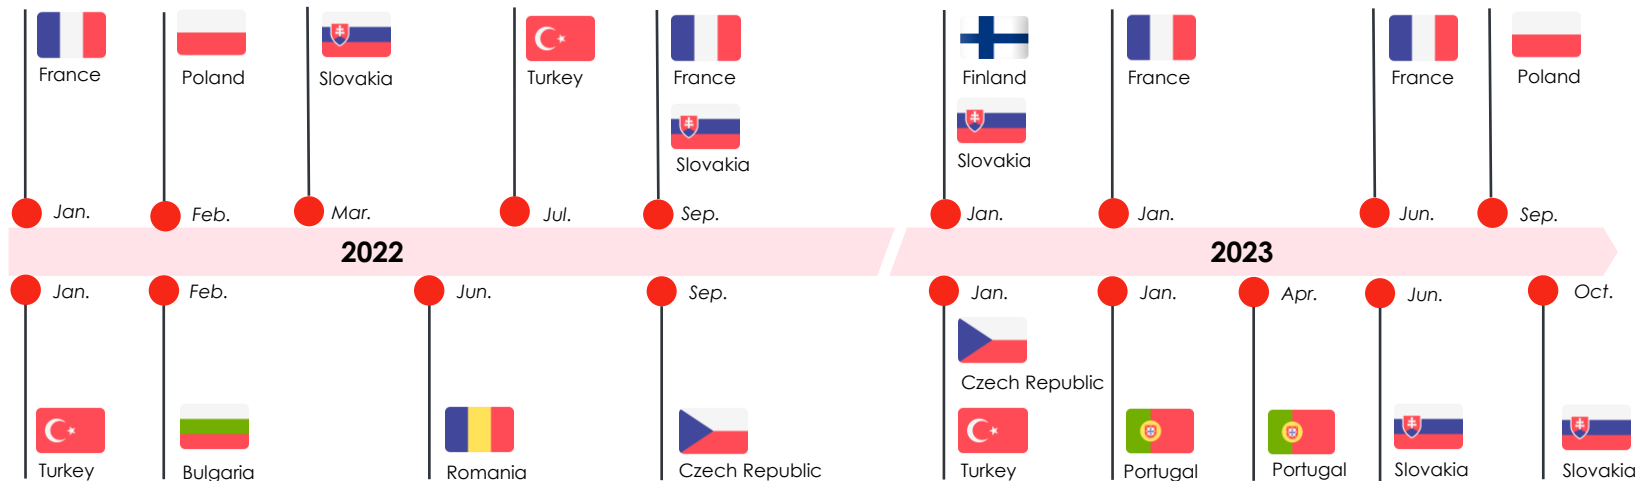 France
Poland
Slovakia
Turkey
France
Slovakia
Finland
Slovakia
France
France
Poland
Jan.
Feb.
Mar.
Jul.
Sep.
Jan.
Jan.
Jun.
Sep.
2022
2023
Jan.
Feb.
Jun.
Sep.
Jan.
Jan.
Apr.
Jun.
Oct.
Czech Republic
Turkey
Bulgaria
Romania
Czech Republic
Turkey
Portugal
Portugal
Slovakia
Slovakia